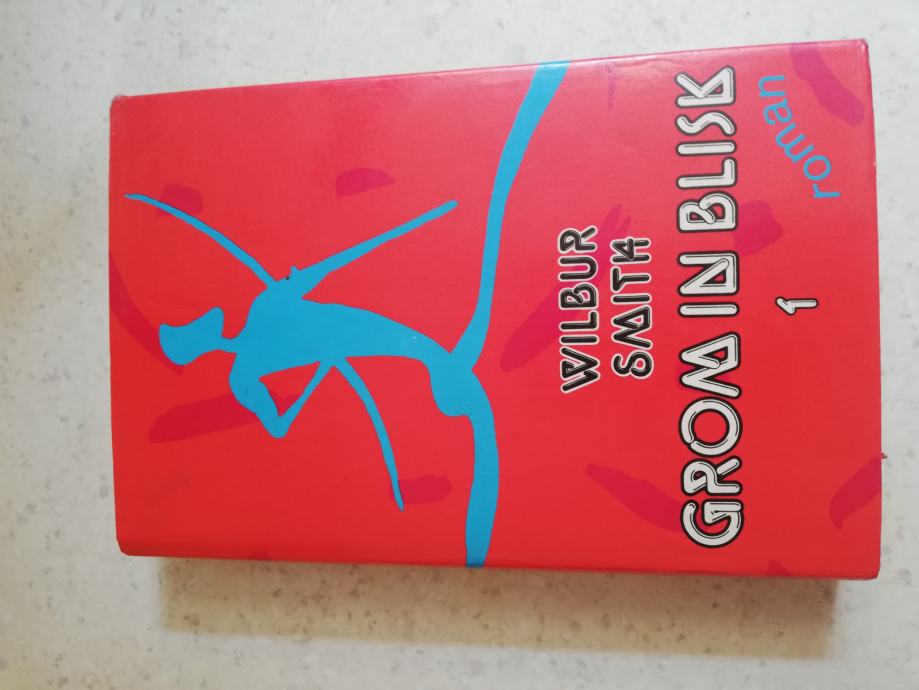 WILBUR
SMITH
GROM IN BLISK
1
roman